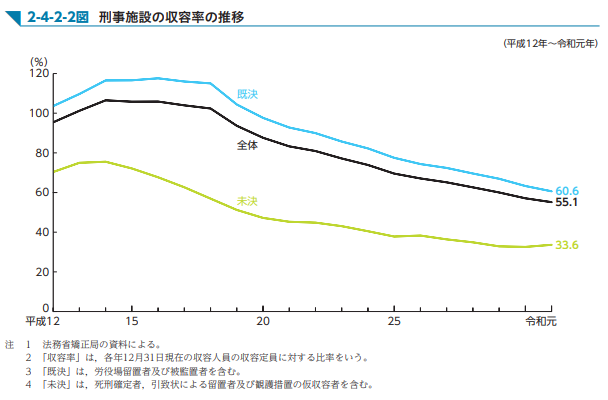 2-4-2-2図 刑事施設の収容率の推移
(平成12年～令和元年)
(%)
120
100
80
60
40
20
0
既決
全体
未決
60.6
55.1
33.6
平成12 15 20 25 令和元
注 1 法務省矯正局の資料による。
2 「収容率」は，各年12月31日現在の収容人員の収容定員に対する比率をいう。
3 「既決」は，労役場留置者及び被監置者を含む。
4 「未決」は，死刑確定者，引致状による留置者及び観護措置の仮収容者を含む。